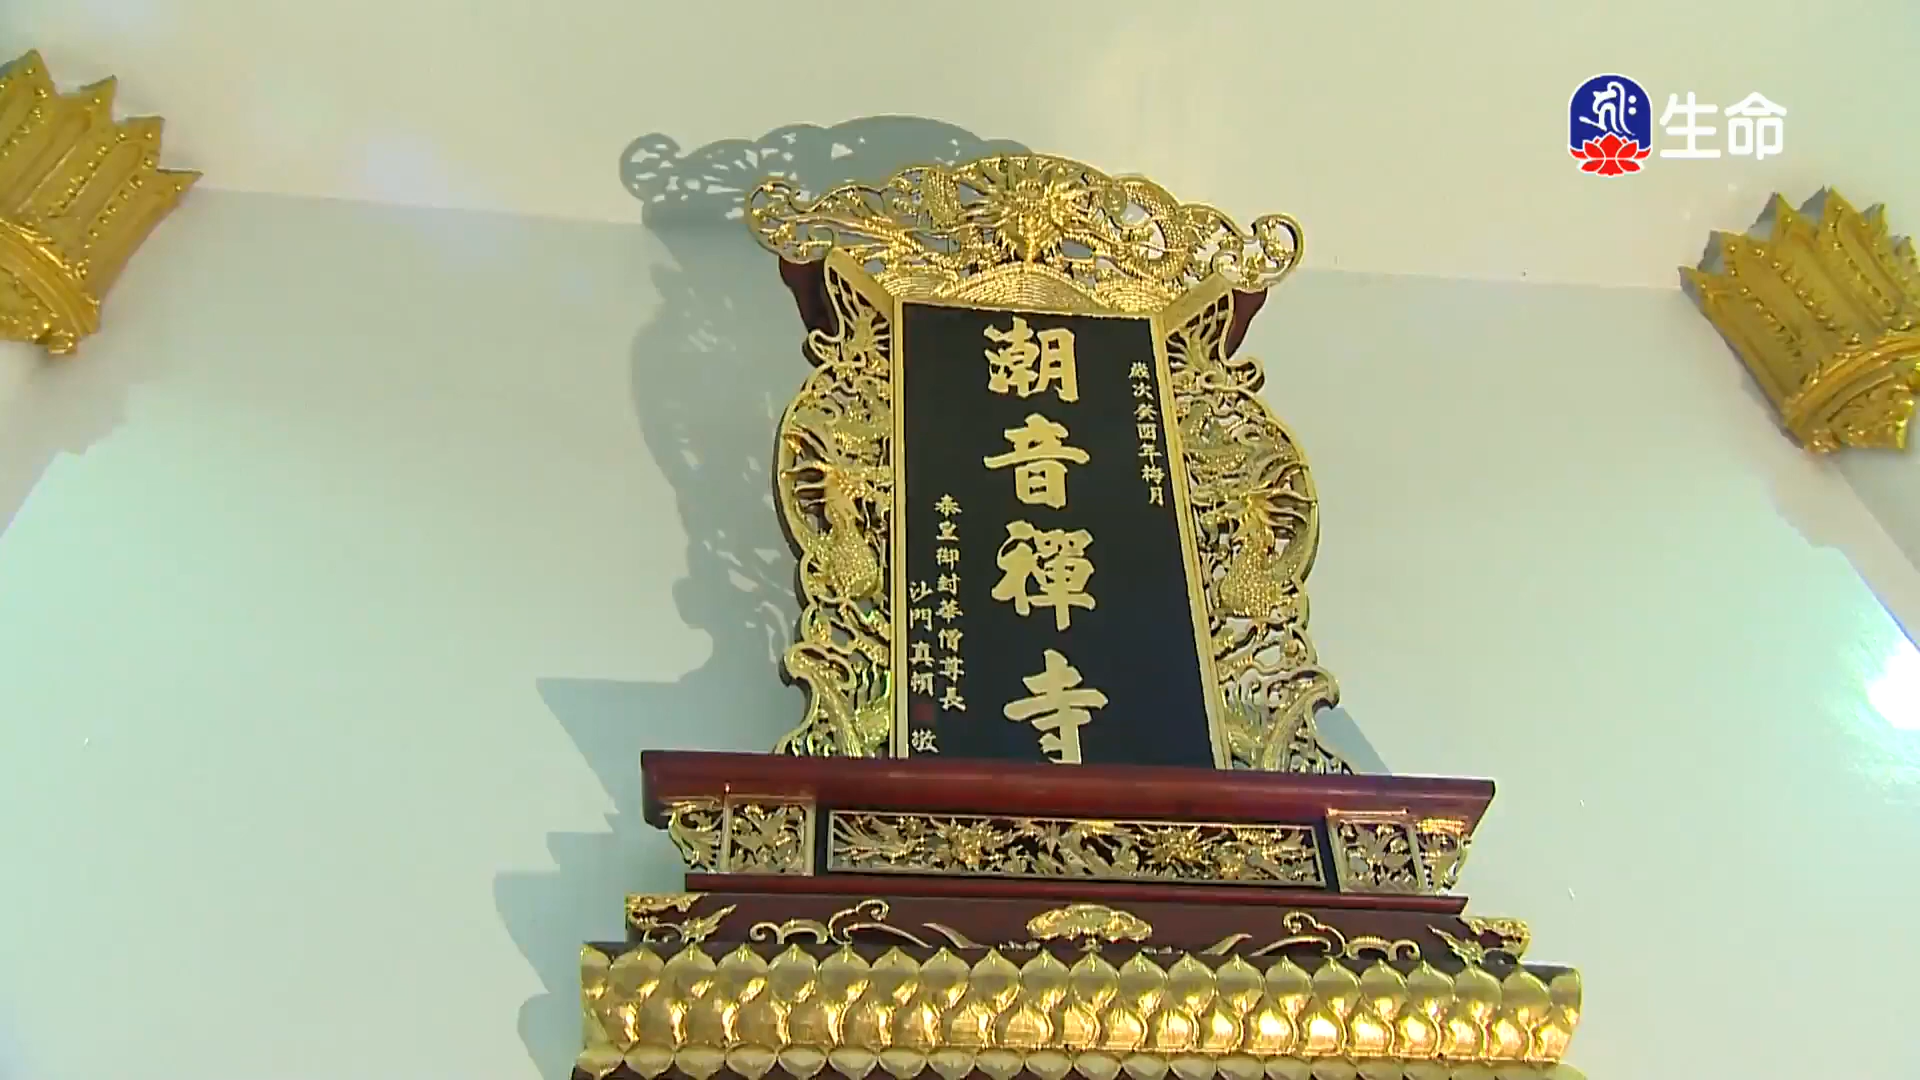 生命
歲次癸酉年梅月
潮音禪寺
泰皇御封華僧尊長
沙門真頓 敬